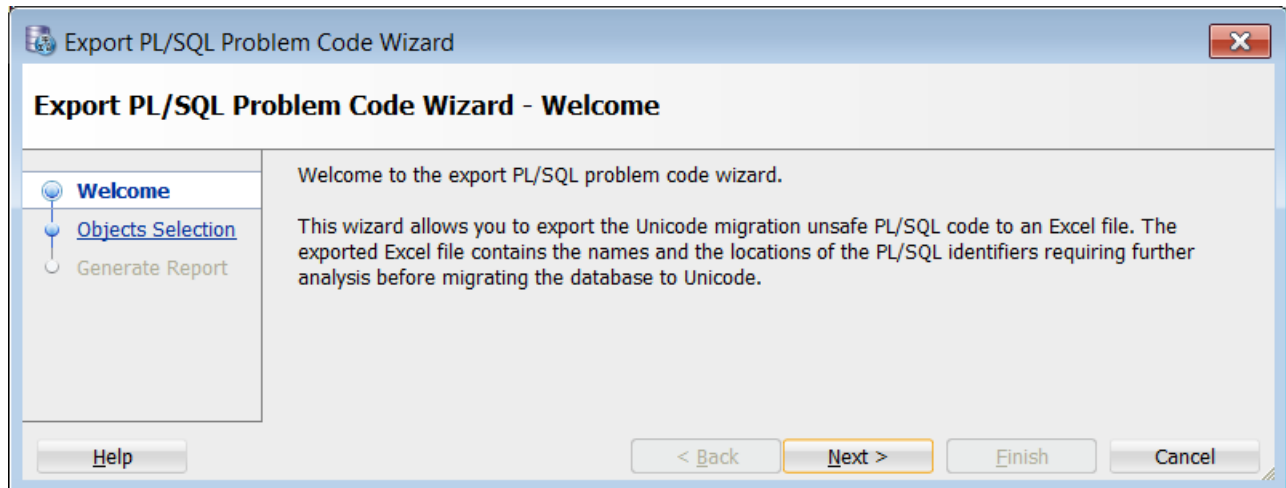 Export PL/SQL Problem Code Wizard
Export PL/SQL Problem Code Wizard - Welcome
Welcome
Objects Selection
Generate Report
Welcome to the export PL/SQL problem code wizard.
This wizard allows you to export the Unicode migration unsafe PL/SQL code to an Excel file. The
exported Excel file contains the names and the locations of the PL/SQL identifiers requiring further
analysis before migrating the database to Unicode.
Help
< Back
Next >
Finish
Cancel